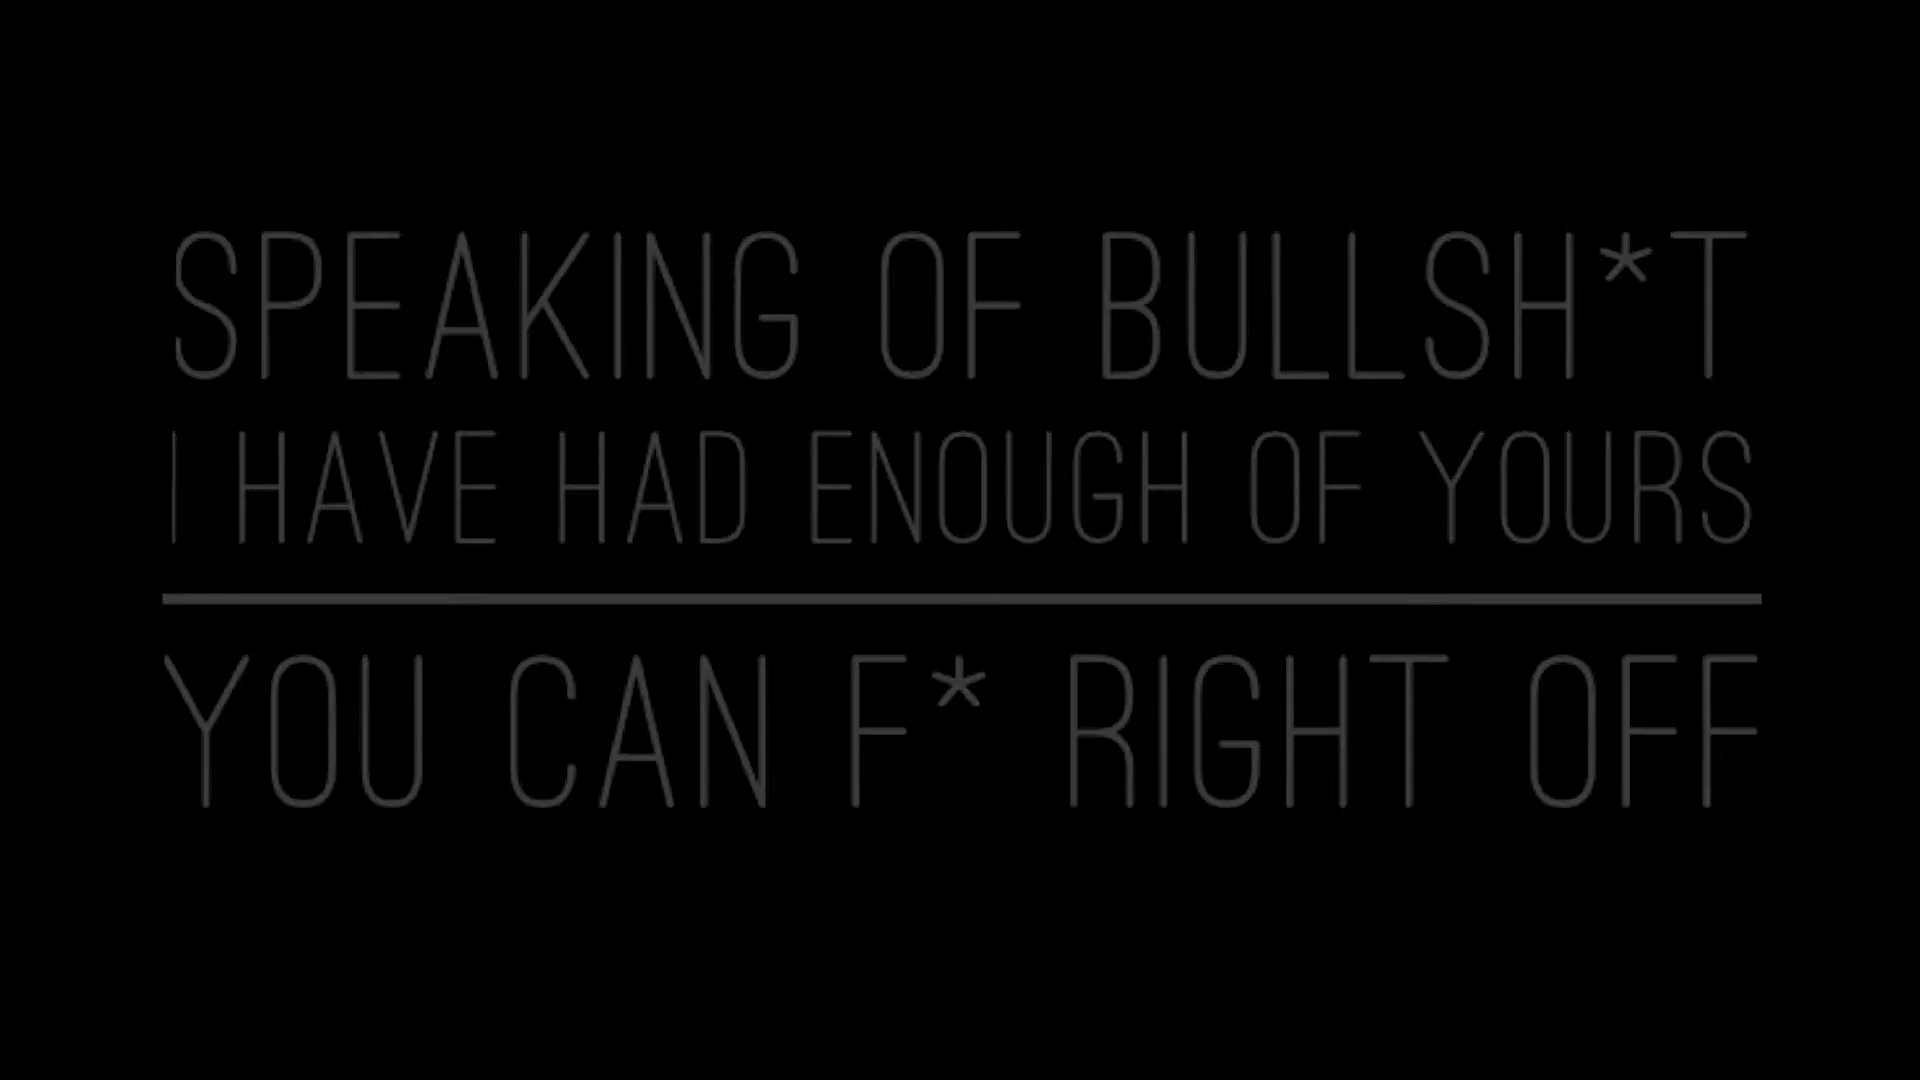 SPEAKING OF BULLSH*T
I HAVE HAD ENOUGH OF YOURS
YOU CAN F* RIGHT OFF